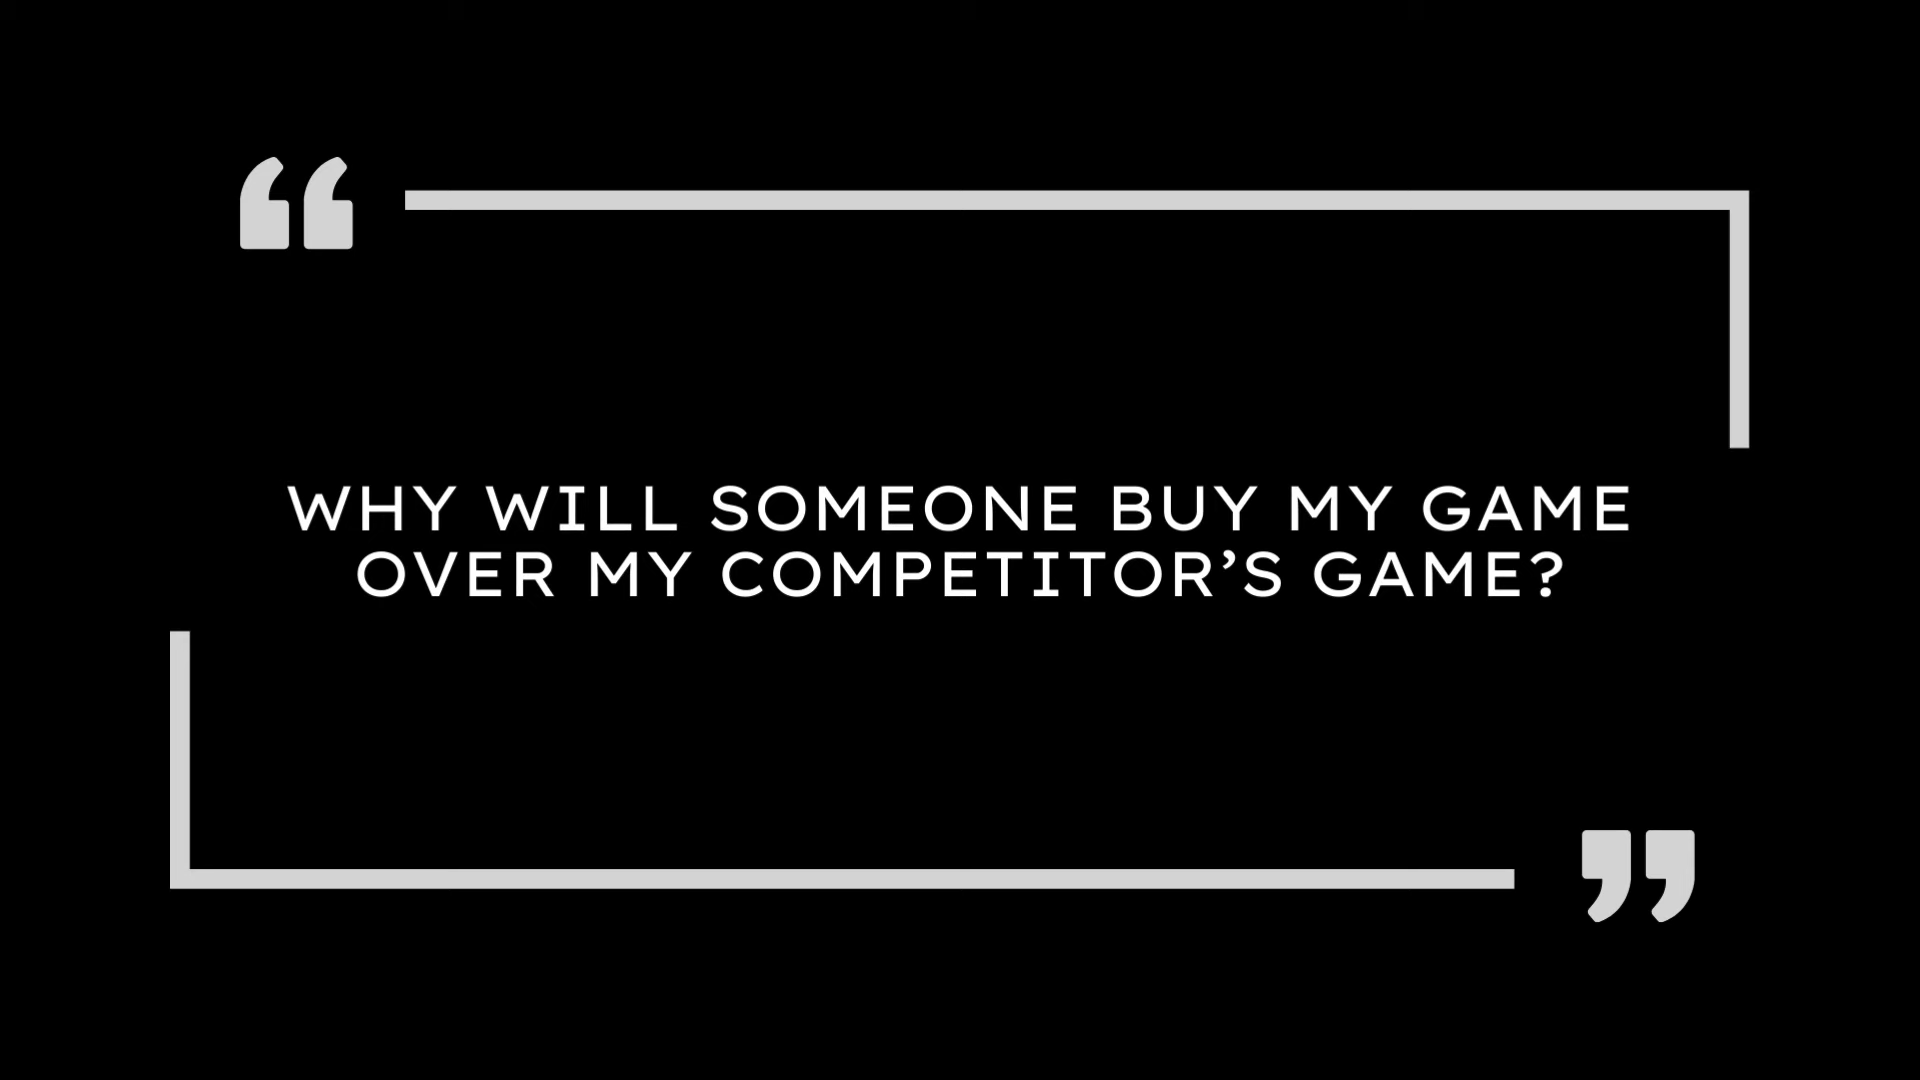 “
WHY WILL SOMEONE BUY MY GAME
OVER MY COMPETITOR’S GAME?
”